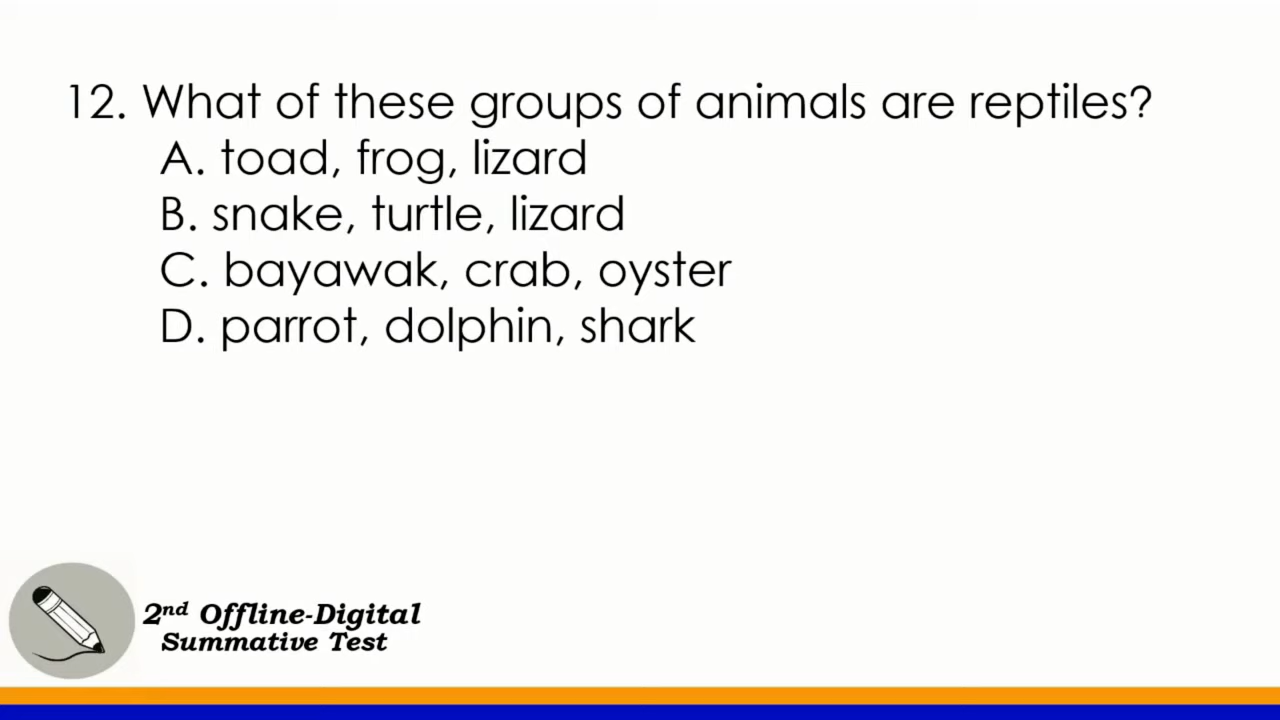 12. What of these groups of animals are reptiles?
A. toad, frog, lizard
B. snake, turtle, lizard
C. bayawak, crab, oyster
D. parrot, dolphin, shark
2nd Offline-Digital
Summative Test